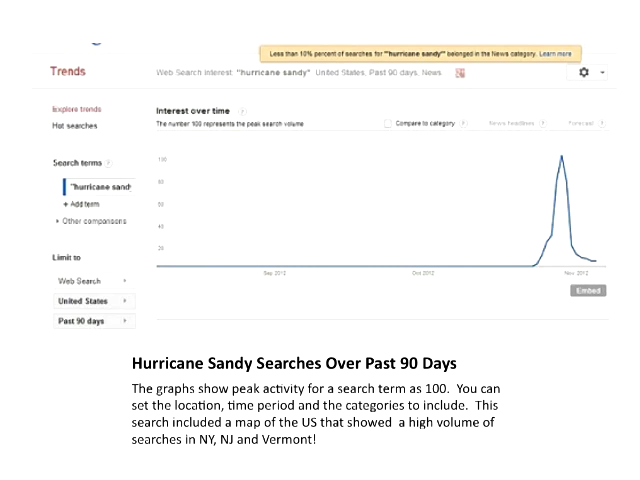 Less than 10% percent of searches for ""hurricane sandy"" belonged in the News category. Learn more
Trends
Web Search Interest: "hurricane sandy" United States, Past 90 days, News
Explore trends
Hot searches
Interest over time ?
The number 100 represents the peak search volume
Compare to category ?
News headlines ?
Forecast ?
Search terms ?
"hurricane sandy
+ Add term
Other comparisons
100
80
60
40
20
Sep 2012
Oct 2012
Nov 2012
Embed
Limit to
Web Search
United States
Past 90 days
Hurricane Sandy Searches Over Past 90 Days
The graphs show peak activity for a search term as 100. You can
set the location, time period and the categories to include. This
search included a map of the US that showed a high volume of
searches in NY, NJ and Vermont!